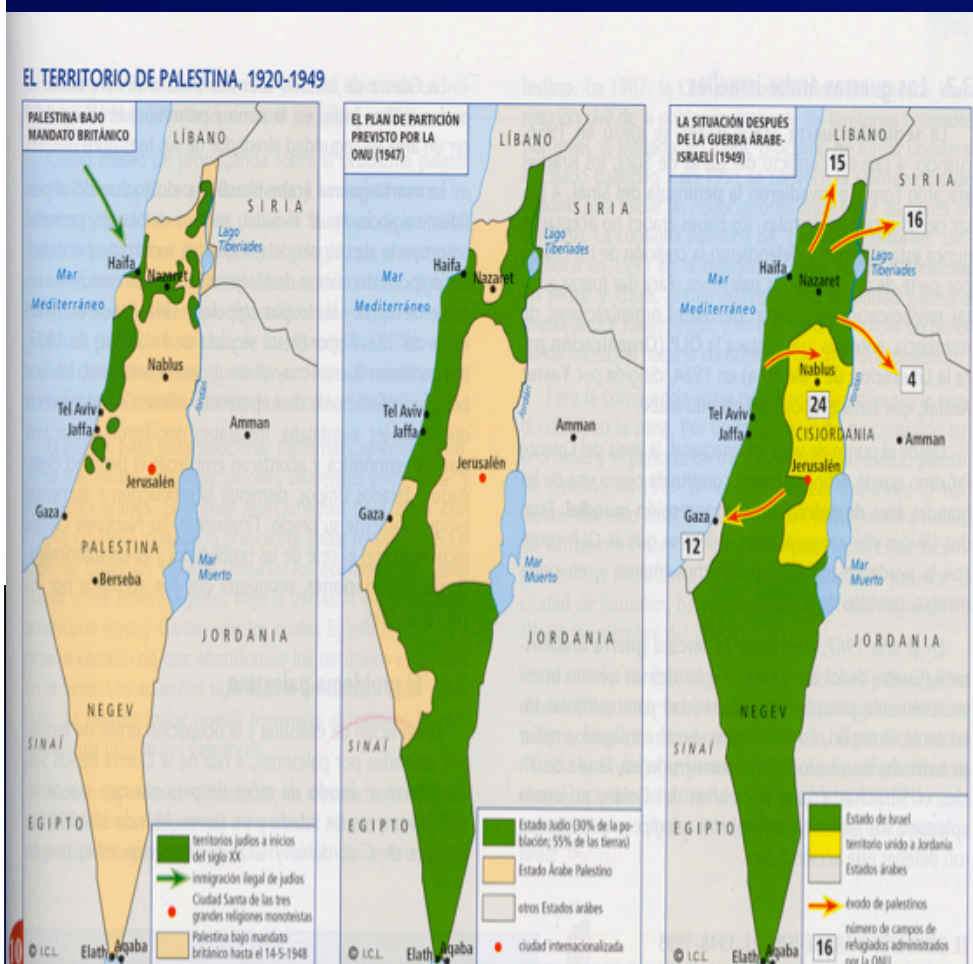 EL TERRITORIO DE PALESTINA, 1920-1949
PALESTINA BAJO
MANDATO BRITÁNICO
LÍBANO
SIRIA
Lago
Tiberiades
Haifa
Nazaret
Mar
Mediterráneo
Nablus
Jordán
Tel Aviv
Jaffa
Amman
Jerusalén
Gaza
PALESTINA
Mar
Muerto
Berseba
JORDANIA
NEGEV
SINAÍ
EGIPTO
territorios judíos a inicios
del siglo XX
inmigración ilegal de judíos
Ciudad Santa de las tres
grandes religiones monoteístas
Palestina bajo mandato
británico hasta el 14-5-1948
10
© I.C.L.
Elath
Aqaba
EL PLAN DE PARTICIÓN
PREVISTO POR LA
ONU (1947)
LÍBANO
SIRIA
Lago
Tiberiades
Haifa
Nazaret
Mar
Mediterráneo
Jordán
Tel Aviv
Jaffa
Amman
Jerusalén
Gaza
Mar
Muerto
JORDANIA
SINAÍ
EGIPTO
Estado Judío (30% de la po-
blación; 55% de las tierras)
Estado Árabe Palestino
otros Estados arábes
ciudad internacionalizada
© I.C.L.
Elath
Aqaba
LA SITUACIÓN DESPUÉS
DE LA GUERRA ÁRABE-
ISRAELÍ (1949)
LÍBANO
15
SIRIA
16
Lago
Tiberiades
Haifa
Nazaret
Mar
Mediterráneo
4
Nablus
24
Tel Aviv
Jaffa
CISJORDANIA
Amman
Jerusalén
Gaza
12
Mar
Muerto
JORDANIA
NEGEV
SINAÍ
EGIPTO
Estado de Israel
territorio unido a Jordania
Estados árabes
éxodo de palestinos
16
número de campos de
refugiados administrados
por la ONU
© I.C.L.
Elath
Aqaba